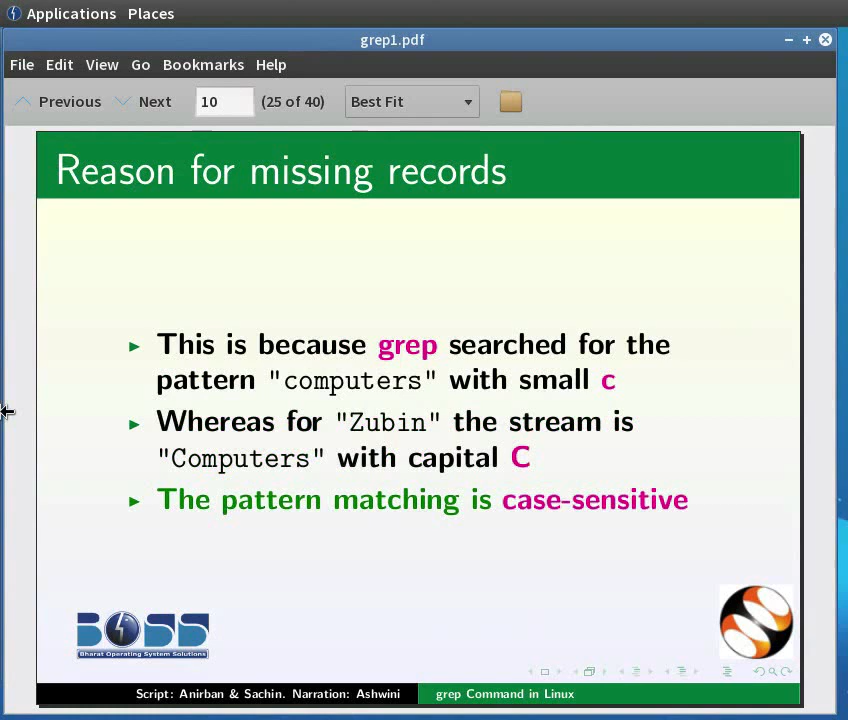 Applications Places
grep1.pdf
File Edit View Go Bookmarks Help
Previous Next 10 (25 of 40) Best Fit
Reason for missing records
This is because grep searched for the
pattern "computers" with small c
Whereas for "Zubin" the stream is
"Computers" with capital C
The pattern matching is case-sensitive
BOSS
Bharat Operating System Solutions
Script: Anirban & Sachin. Narration: Ashwini grep Command in Linux